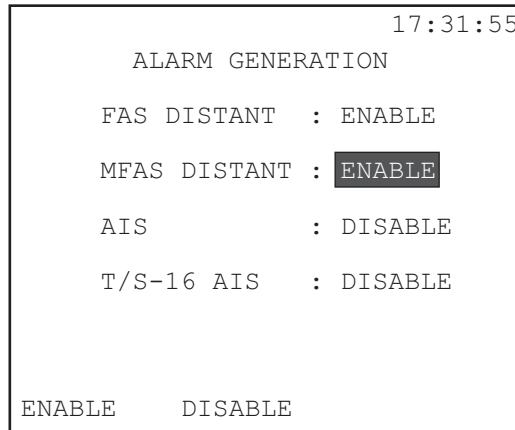 17:31:55
ALARM GENERATION
FAS DISTANT : ENABLE
MFAS DISTANT : ENABLE
AIS : DISABLE
T/S-16 AIS : DISABLE
ENABLE DISABLE